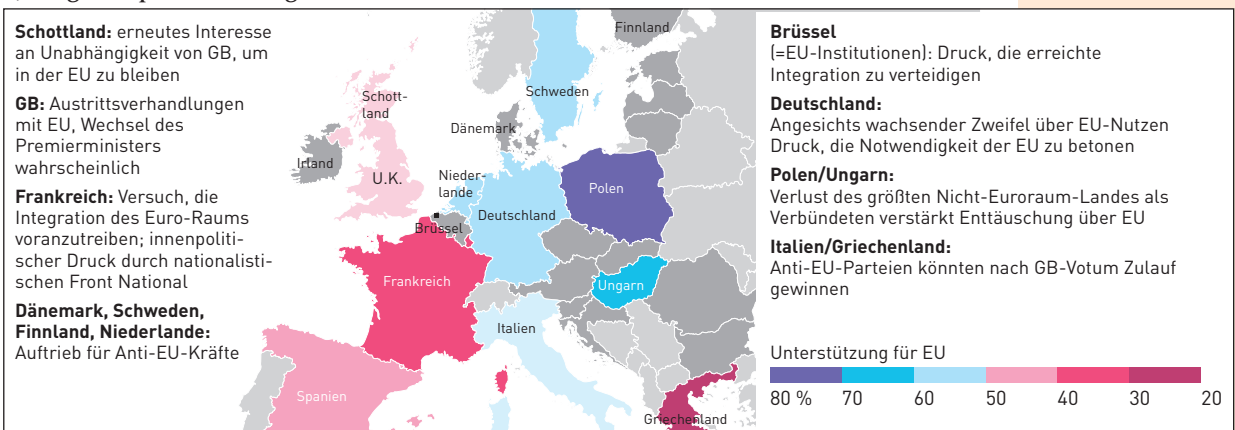 Schottland: erneutes Interesse
an Unabhängigkeit von GB, um
in der EU zu bleiben
GB: Austrittsverhandlungen
mit EU, Wechsel des
Premierministers
wahrscheinlich
Frankreich: Versuch, die
Integration des Euro-Raums
voranzutreiben; innenpoliti-
scher Druck durch nationalisti-
schen Front National
Dänemark, Schweden,
Finnland, Niederlande:
Auftrieb für Anti-EU-Kräfte
Finnland
Schweden
Schott-
land
Dänemark
Irland
U.K.
Nieder-
lande
Polen
Deutschland
Brüssel
Frankreich
Ungarn
Italien
Spanien
Griechenland
Brüssel
(=EU-Institutionen): Druck, die erreichte
Integration zu verteidigen
Deutschland:
Angesichts wachsender Zweifel über EU-Nutzen
Druck, die Notwendigkeit der EU zu betonen
Polen/Ungarn:
Verlust des größten Nicht-Euroraum-Landes als
Verbündeten verstärkt Enttäuschung über EU
Italien/Griechenland:
Anti-EU-Parteien könnten nach GB-Votum Zulauf
gewinnen
Unterstützung für EU
80 % 70 60 50 40 30 20